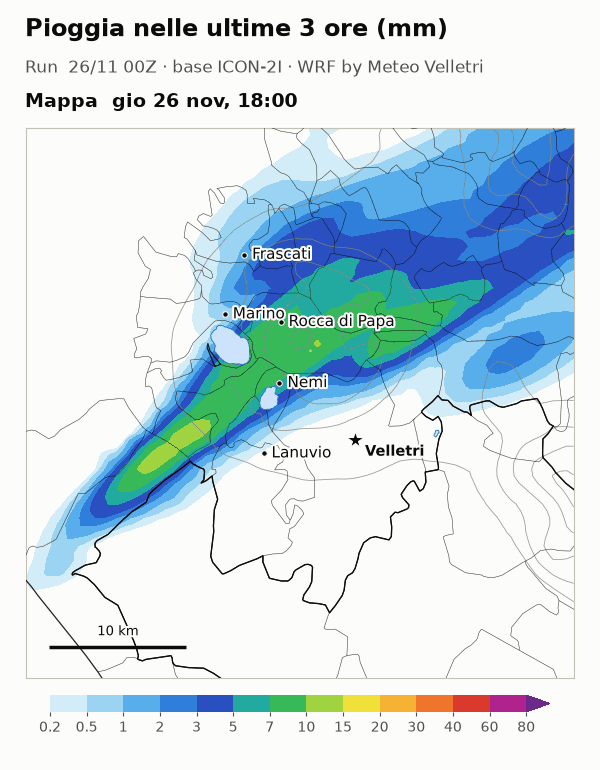 Pioggia nelle ultime 3 ore (mm)
Run 26/11 00Z · base ICON-2I · WRF by Meteo Velletri
Mappa gio 26 nov, 18:00
Frascati
Marino
Rocca di Papa
Nemi
Velletri
Lanuvio
10 km
0.2 0.5 1 2 3 5 7 10 15 20 30 40 60 80